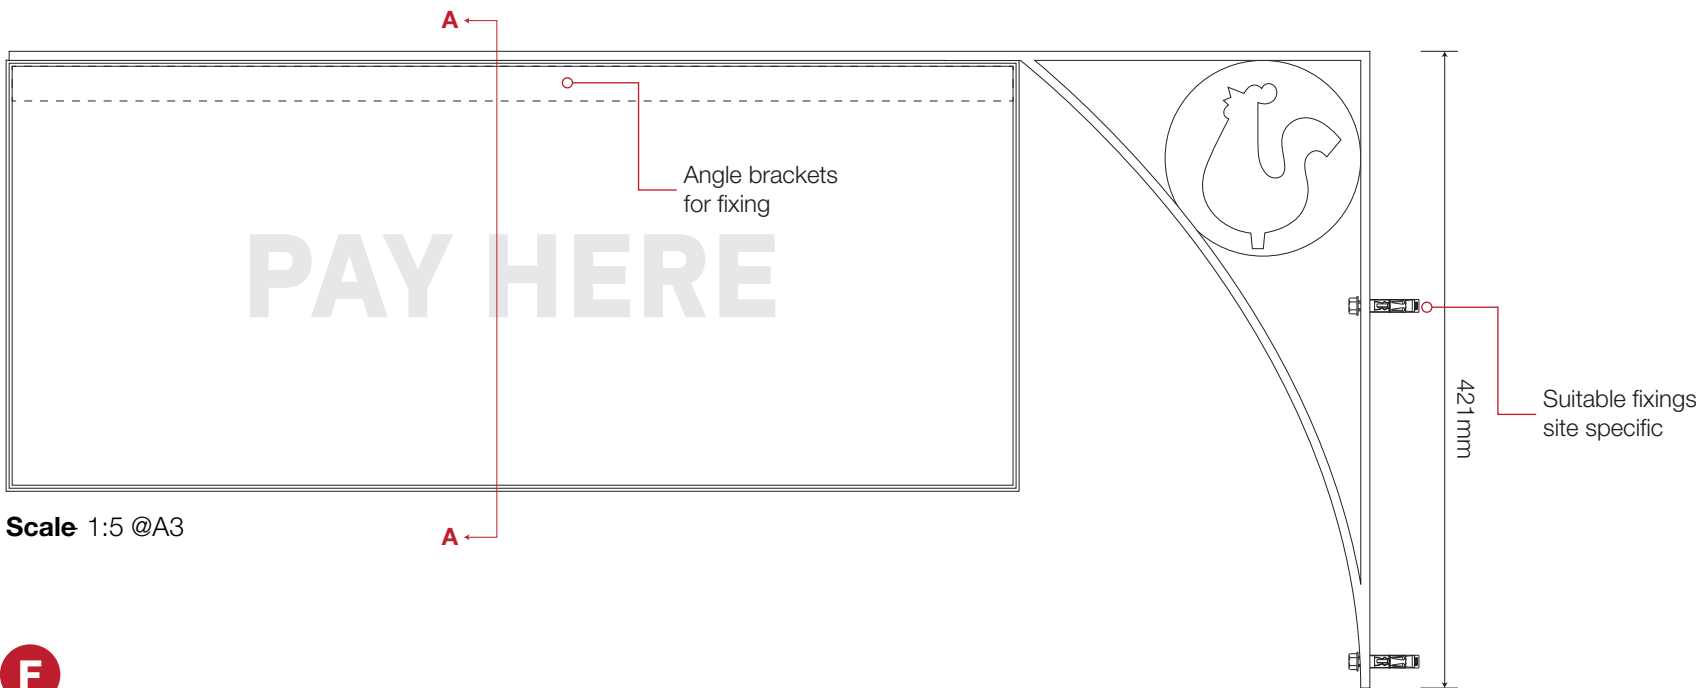 A
Angle brackets
for fixing
PAY HERE
421mm
Suitable fixings
site specific
Scale 1:5 @A3
A
F